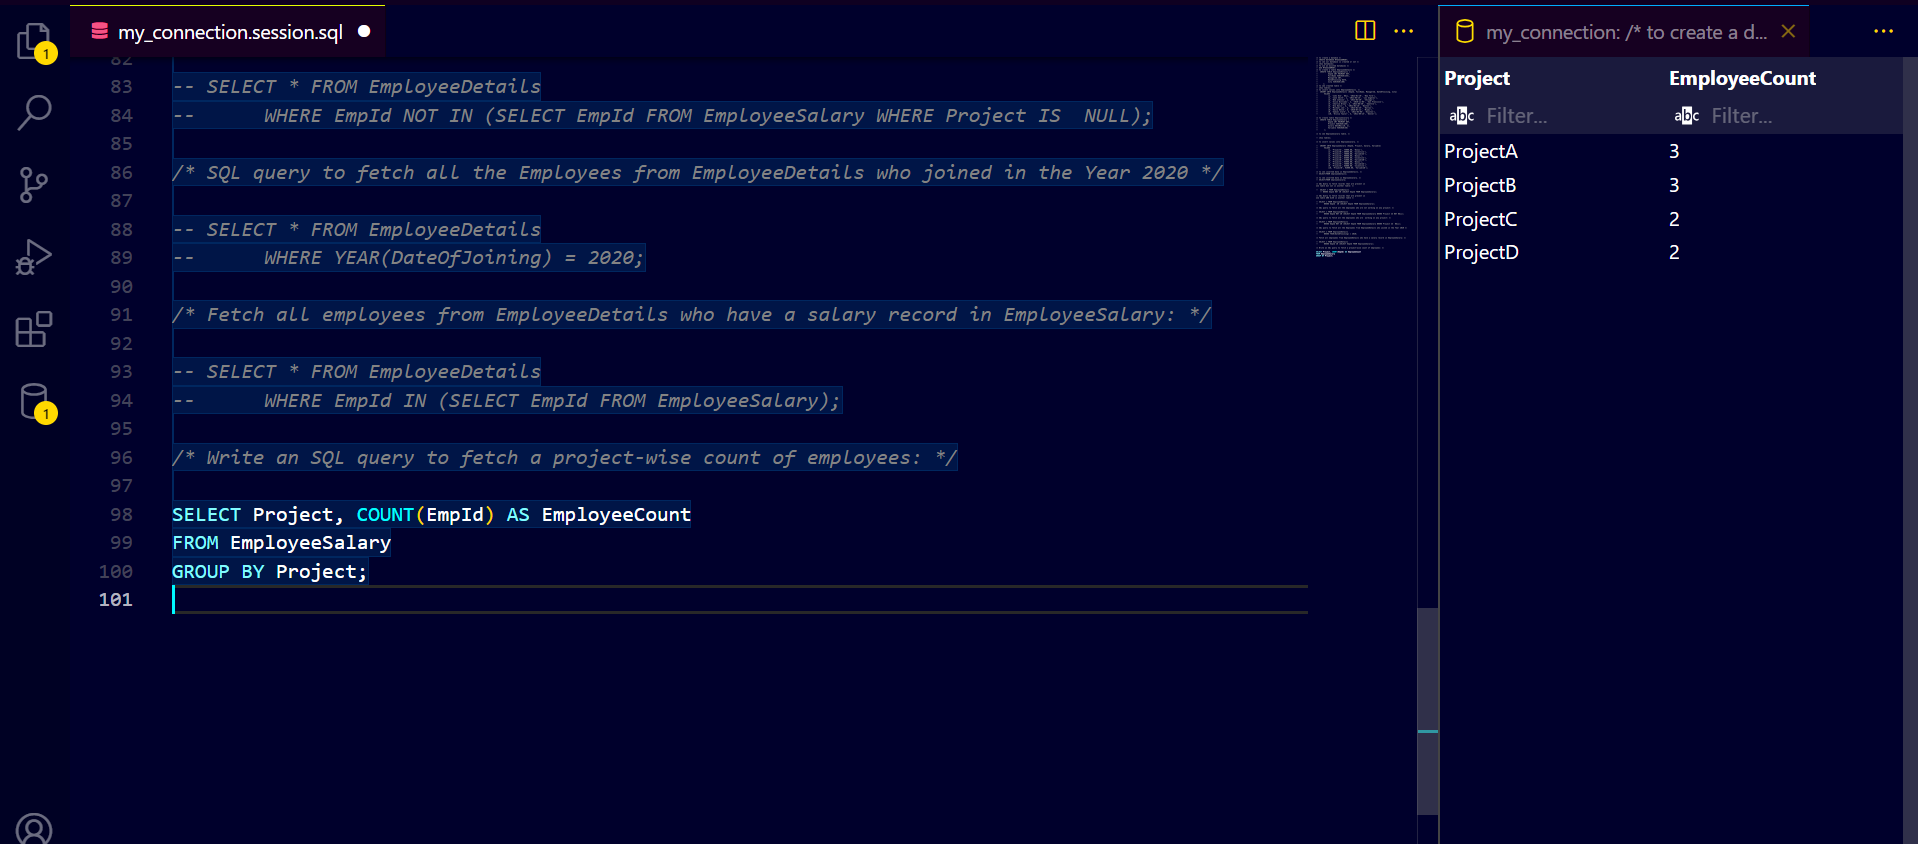 my_connection.session.sql
1
82
83 -- SELECT * FROM EmployeeDetails
84 --      WHERE EmpId NOT IN (SELECT EmpId FROM EmployeeSalary WHERE Project IS  NULL);
85
86 /* SQL query to fetch all the Employees from EmployeeDetails who joined in the Year 2020 */
87
88 -- SELECT * FROM EmployeeDetails
89 --      WHERE YEAR(DateOfJoining) = 2020;
90
91 /* Fetch all employees from EmployeeDetails who have a salary record in EmployeeSalary: */
92
93 -- SELECT * FROM EmployeeDetails
94 --      WHERE EmpId IN (SELECT EmpId FROM EmployeeSalary);
1
95
96 /* Write an SQL query to fetch a project-wise count of employees: */
97
98 SELECT Project, COUNT(EmpId) AS EmployeeCount
99 FROM EmployeeSalary
100 GROUP BY Project;
101
my_connection: /* to create a d...
Project EmployeeCount
abc Filter... abc Filter...
ProjectA 3
ProjectB 3
ProjectC 2
ProjectD 2